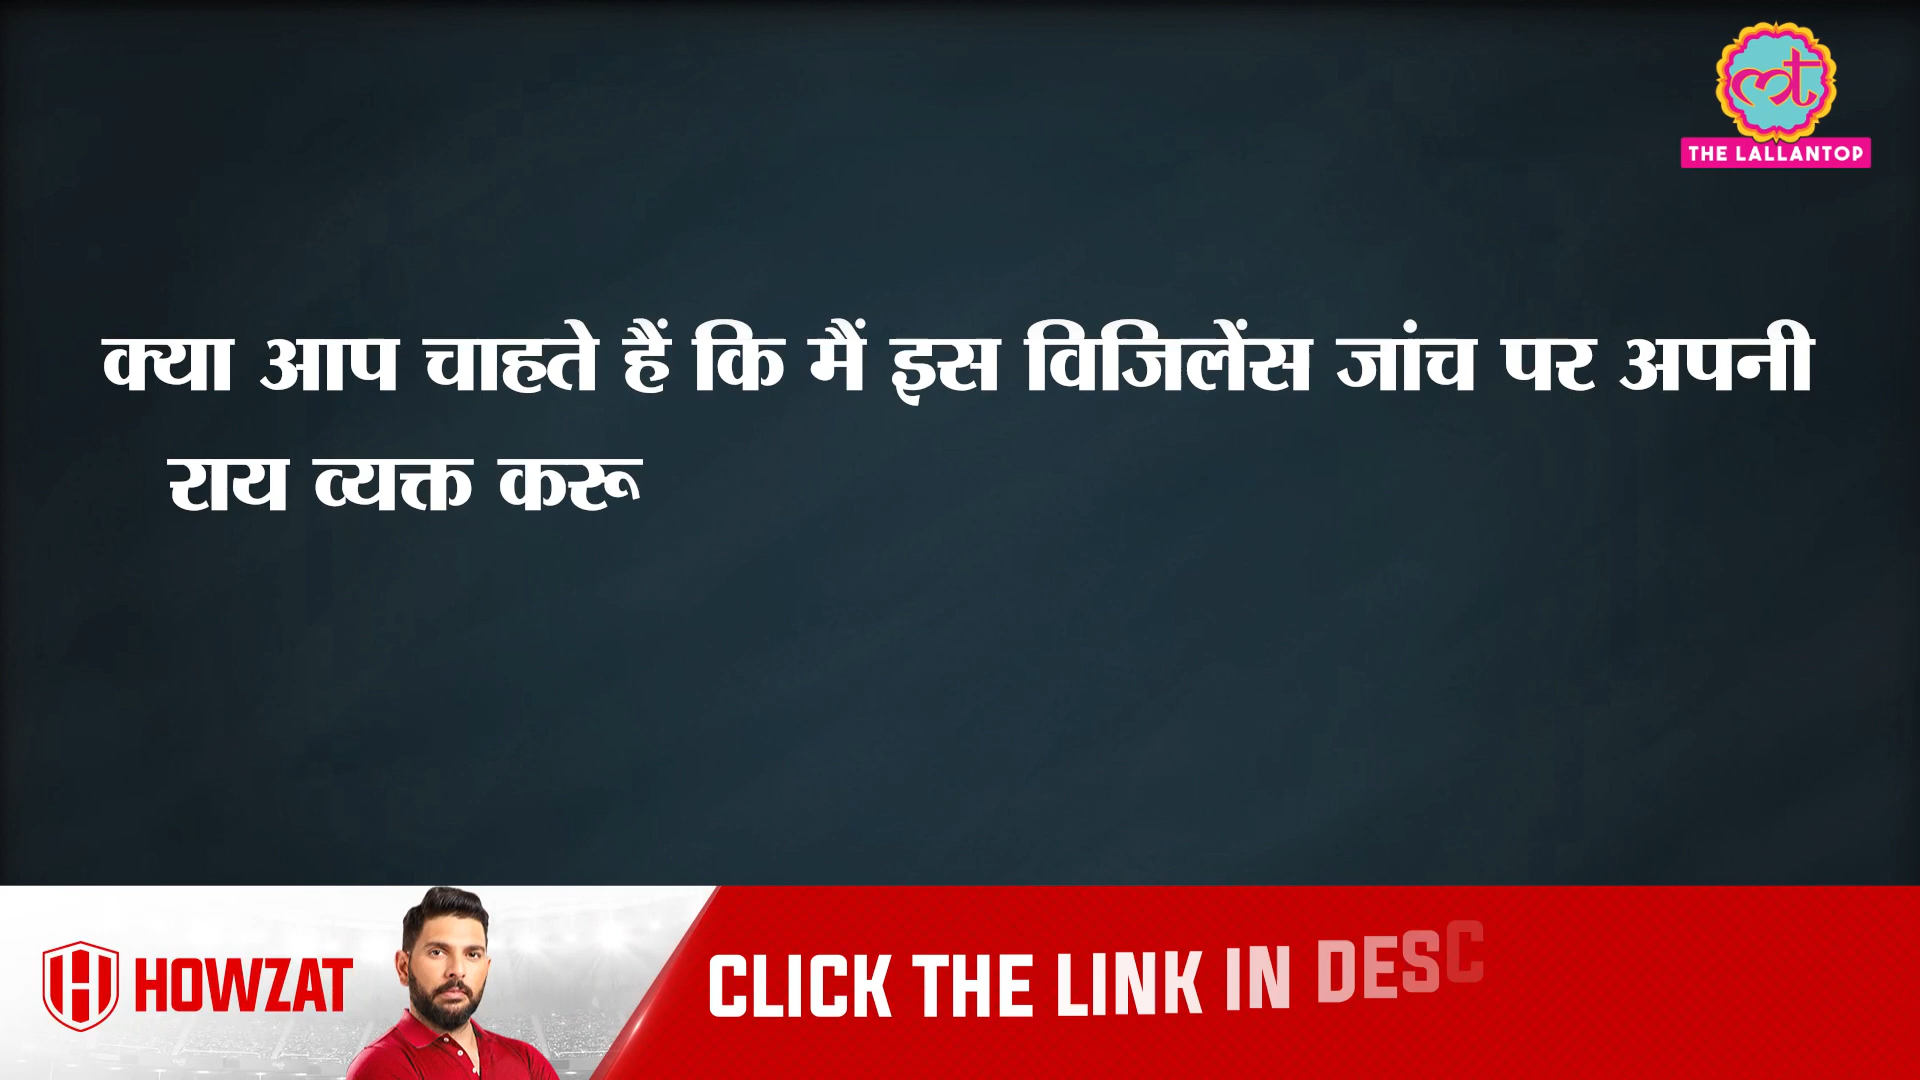 THE LALLANTOP
क्या आप चाहते हैं कि मैं इस विजिलेंस जांच पर अपनी
राय व्यक्त करू
HOWZAT
CLICK THE LINK IN DESC